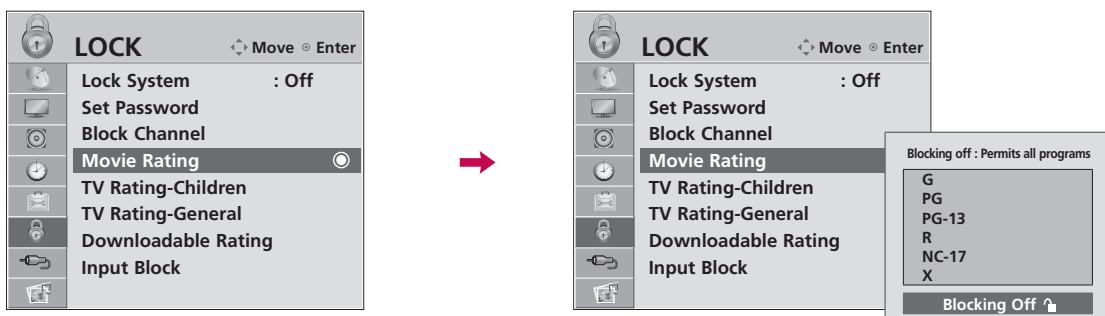 LOCK Move Enter
Lock System : Off
Set Password
Block Channel
Movie Rating
TV Rating-Children
TV Rating-General
Downloadable Rating
Input Block
LOCK Move Enter
Lock System : Off
Set Password
Block Channel
Movie Rating
TV Rating-Children
TV Rating-General
Downloadable Rating
Input Block
Blocking off : Permits all programs
G
PG
PG-13
R
NC-17
X
Blocking Off